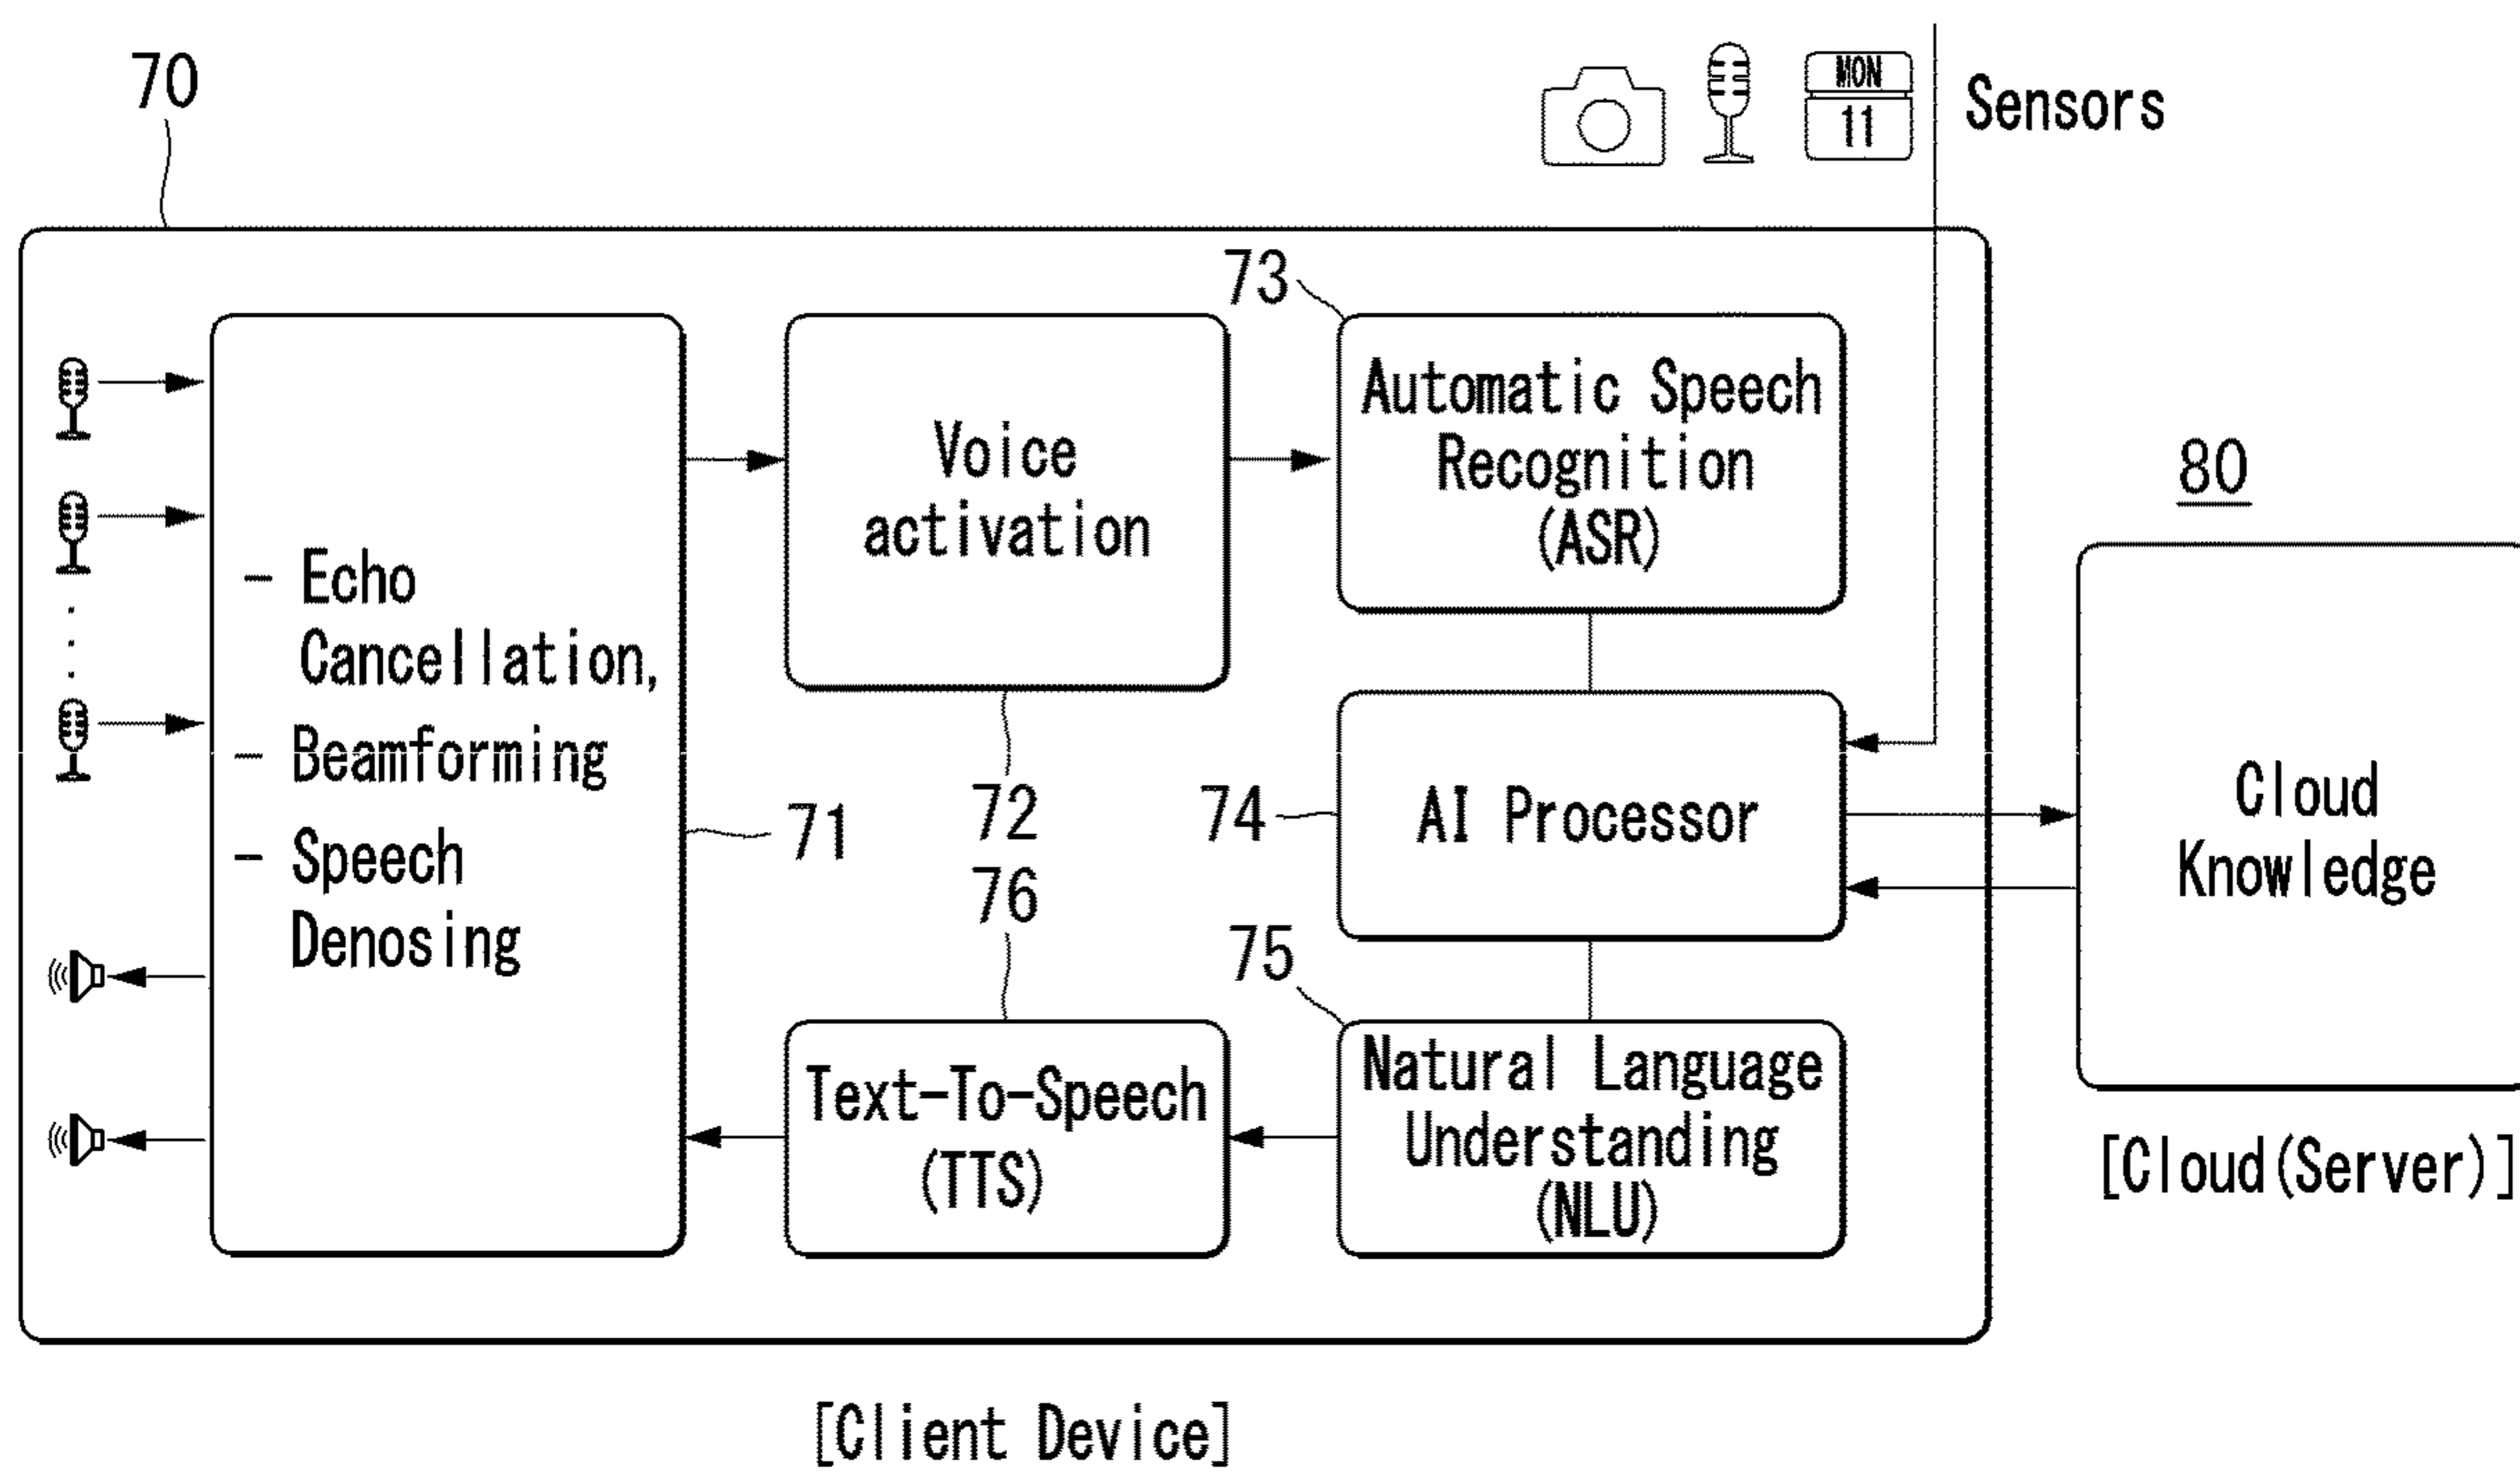 70
MON
11
Sensors
73
Automatic Speech
Recognition
(ASR)
Voice
activation
80
- Echo
Cancellation,
- Beamforming
- Speech
Denosing
71
72
74
AI Processor
Cloud
Knowledge
76
75
Text-To-Speech
(TTS)
Natural Language
Understanding
(NLU)
[Cloud(Server)]
[Client Device]